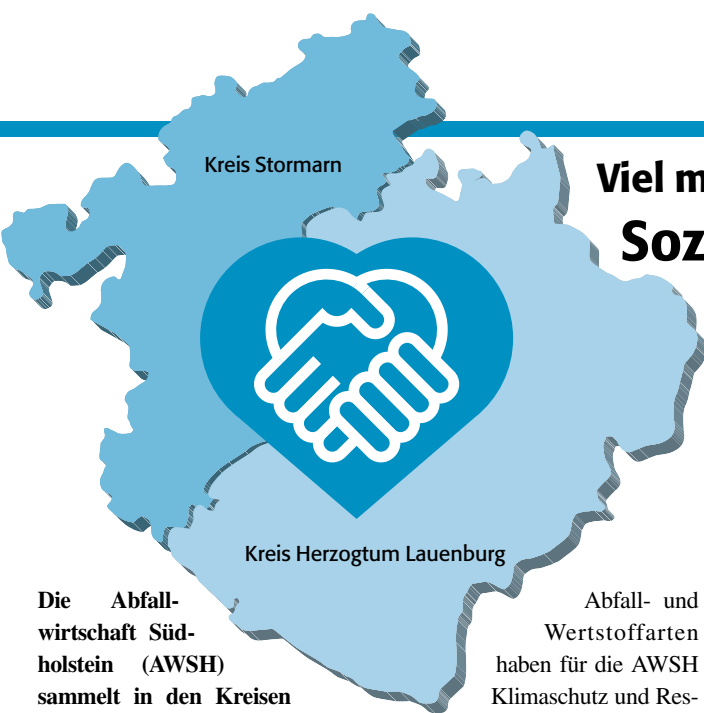 Kreis Stormarn
Viel m
Soz
Kreis Herzogtum Lauenburg
Die Abfall-
wirtschaft Süd-
holstein (AWSH)
sammelt in den Kreisen
Abfall- und
Wertstoffarten
haben für die AWSH
Klimaschutz und Res-